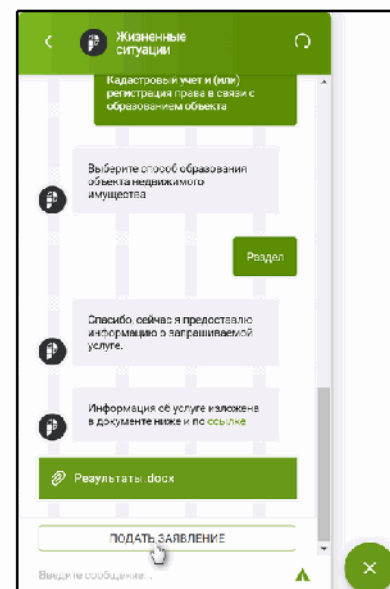 Жизненные
ситуации
Кадастровый учет и (или)
регистрация права в связи с
образованием объекта
Выберите способ образования
объекта недвижимого
имущества
Раздел
Спасибо, сейчас я предоставлю
информацию о запрашиваемой
услуге.
Информация об услуге изложена
в документе ниже и по ссылке
Результаты.docx
ПОДАТЬ ЗАЯВЛЕНИЕ
Введите сообщение...